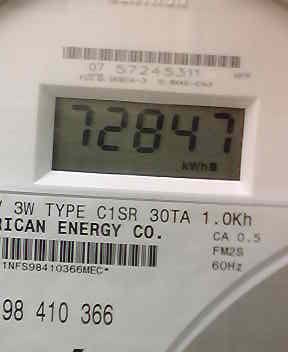 07 57245311
72847
kWh
V 3W TYPE C1SR 30TA 1.0Kh
RICAN ENERGY CO. CA 0.5
FM2S
1NFS98410366MEC* 60Hz
98 410 366